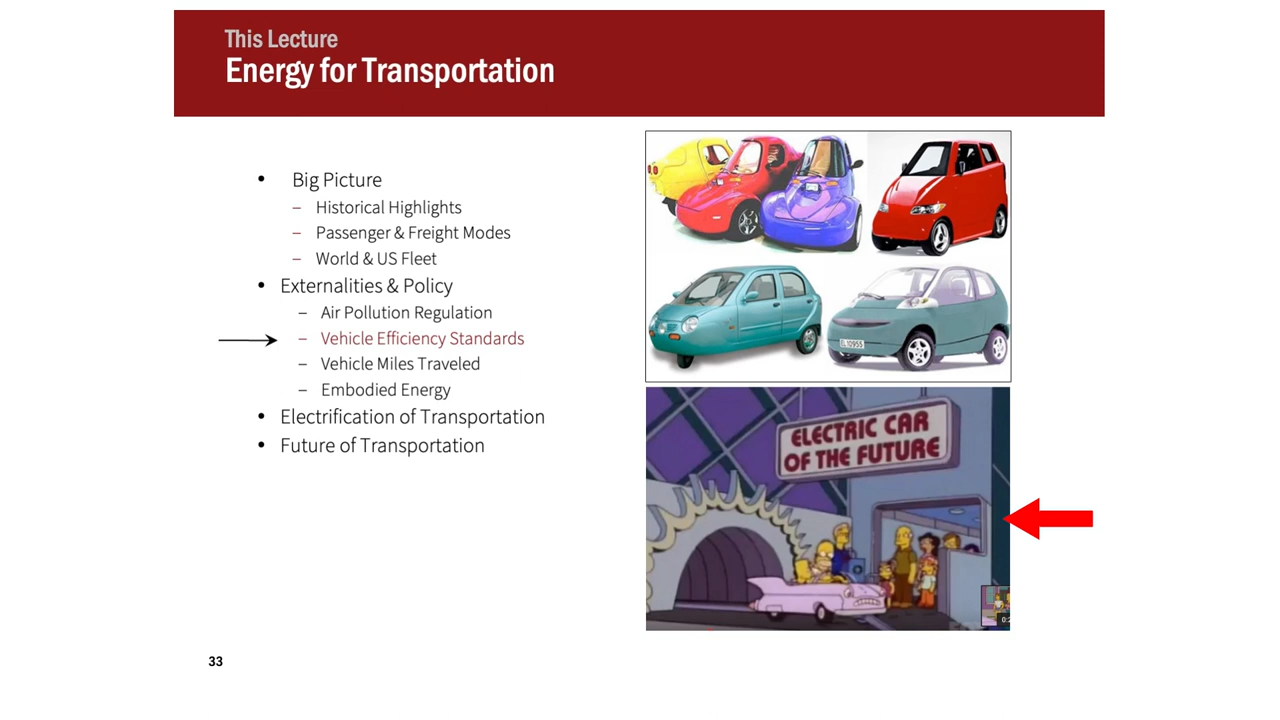 This Lecture
Energy for Transportation
• Big Picture
– Historical Highlights
– Passenger & Freight Modes
– World & US Fleet
• Externalities & Policy
– Air Pollution Regulation
– Vehicle Efficiency Standards
– Vehicle Miles Traveled
– Embodied Energy
• Electrification of Transportation
• Future of Transportation
EL 10955
ELECTRIC CAR
OF THE FUTURE
33